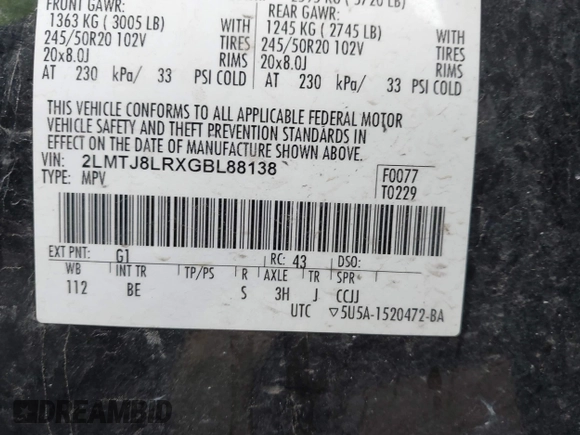 FRONT GAWR:
1363 KG ( 3005 LB)
245/50R20 102V
20x8.0J
AT 230 kPa/ 33
WITH
TIRES
RIMS
PSI COLD
REAR GAWR:
1245 KG ( 2745 LB)
245/50R20 102V
20x8.0J
AT 230 kPa/ 33
WITH
TIRES
RIMS
PSI COLD
THIS VEHICLE CONFORMS TO ALL APPLICABLE FEDERAL MOTOR
VEHICLE SAFETY AND THEFT PREVENTION STANDARDS IN
EFFECT ON THE DATE OF MANUFACTURE SHOWN ABOVE.
VIN: 2LMTJ8LRXGBL88138
TYPE: MPV
F0077
T0229
EXT PNT: G1 RC: 43 DSO:
WB INT TR TP/PS R AXLE TR SPR
112 BE S 3H J CCJJ
UTC ▽5U5A-1520472-BA
DREAMBID